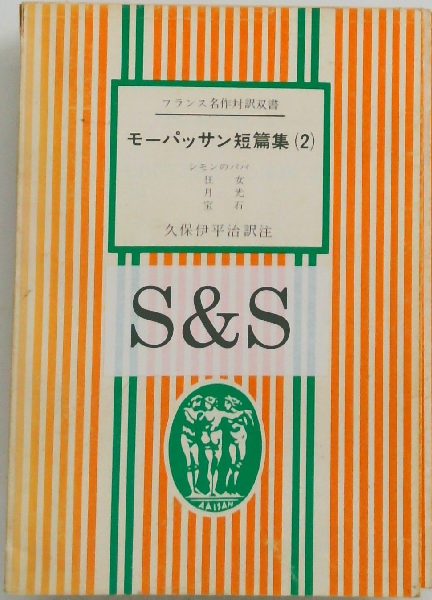 フランス名作対訳双書
モーパッサン短篇集(2)
シモンのパパ
狂女
月光
宝石
久保伊平治訳注
S&S